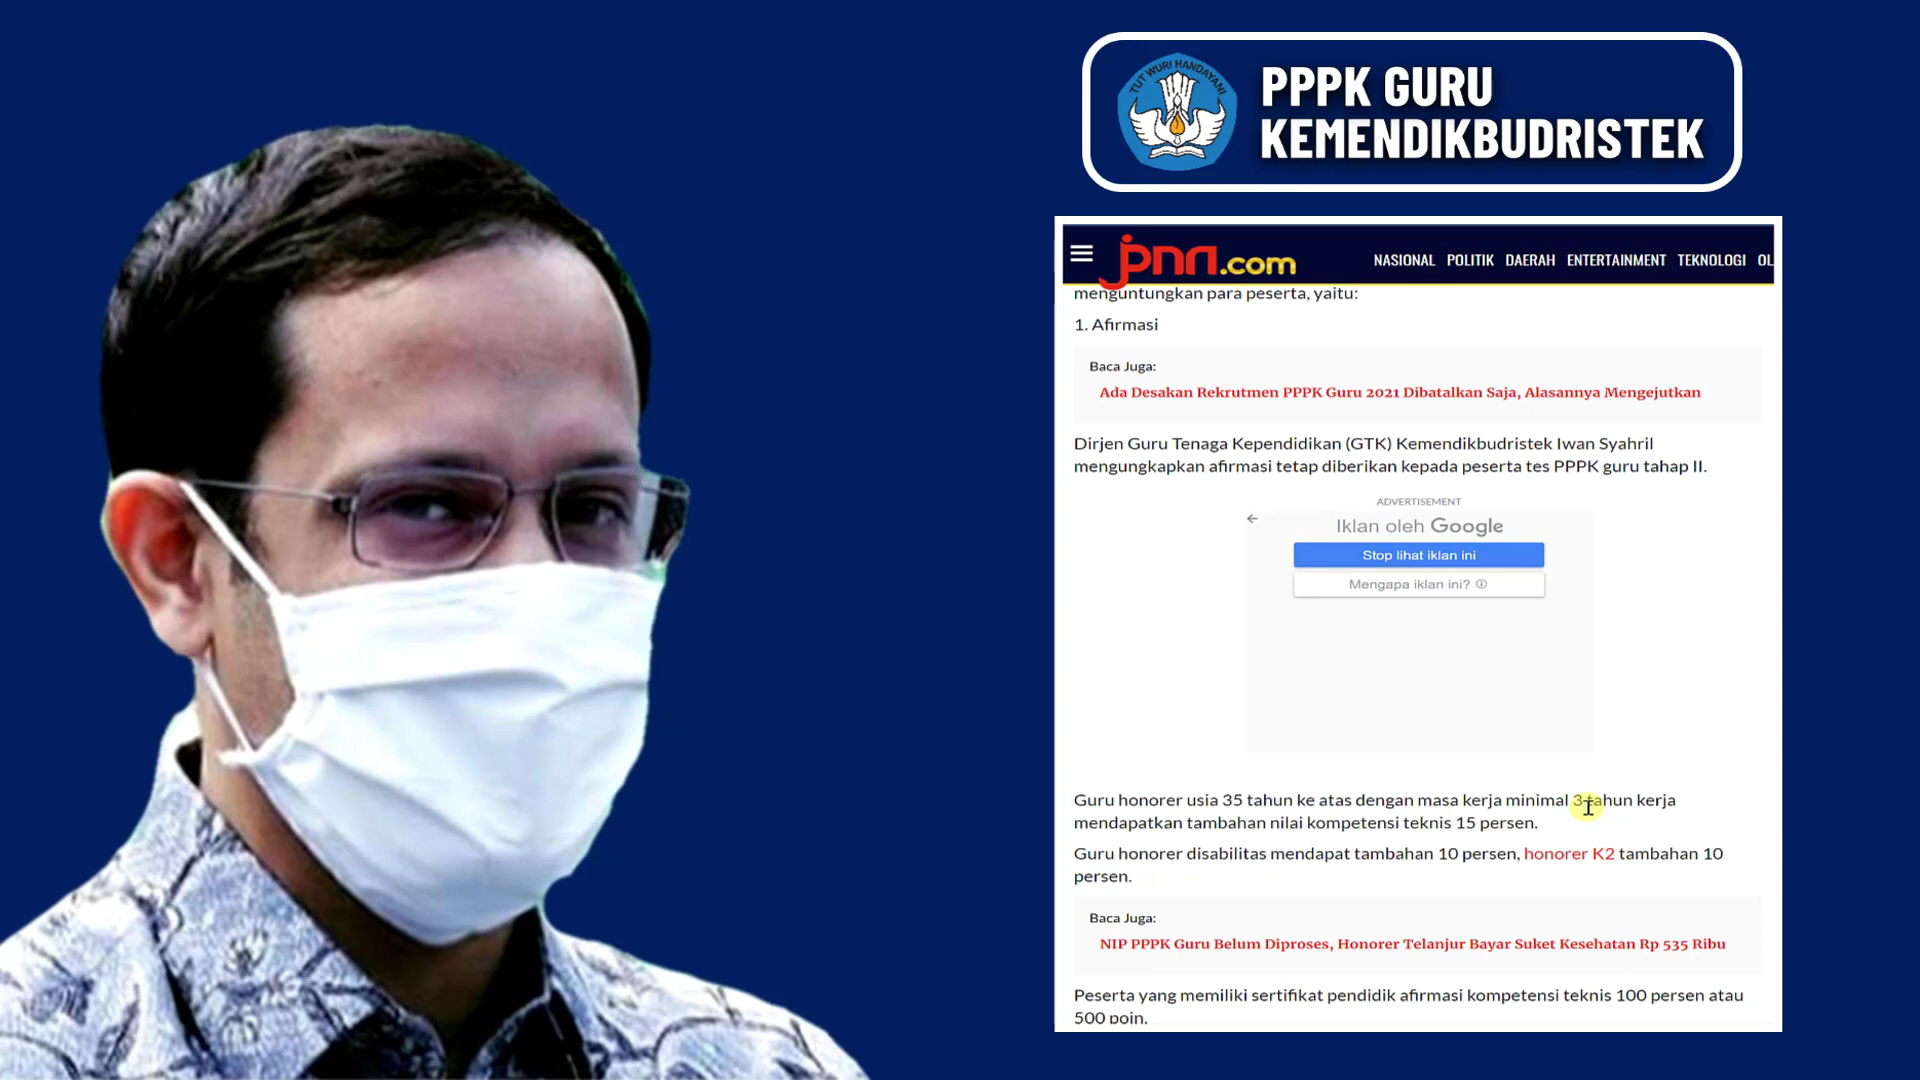 TUT WURI HANDAYANI
PPPK GURU
KEMENDIKBUDRISTEK
jpnn.com
NASIONAL POLITIK DAERAH ENTERTAINMENT TEKNOLOGI OL
menguntungkan para peserta, yaitu:
1. Afirmasi
Baca Juga:
Ada Desakan Rekrutmen PPPK Guru 2021 Dibatalkan Saja, Alasannya Mengejutkan
Dirjen Guru Tenaga Kependidikan (GTK) Kemendikbudristek Iwan Syahril
mengungkapkan afirmasi tetap diberikan kepada peserta tes PPPK guru tahap II.
ADVERTISEMENT
Iklan oleh Google
Stop lihat iklan ini
Mengapa iklan ini?
Guru honorer usia 35 tahun ke atas dengan masa kerja minimal 3 tahun kerja
mendapatkan tambahan nilai kompetensi teknis 15 persen.
Guru honorer disabilitas mendapat tambahan 10 persen, honorer K2 tambahan 10
persen.
Baca Juga:
NIP PPPK Guru Belum Diproses, Honorer Telanjur Bayar Suket Kesehatan Rp 535 Ribu
Peserta yang memiliki sertifikat pendidik afirmasi kompetensi teknis 100 persen atau
500 poin.